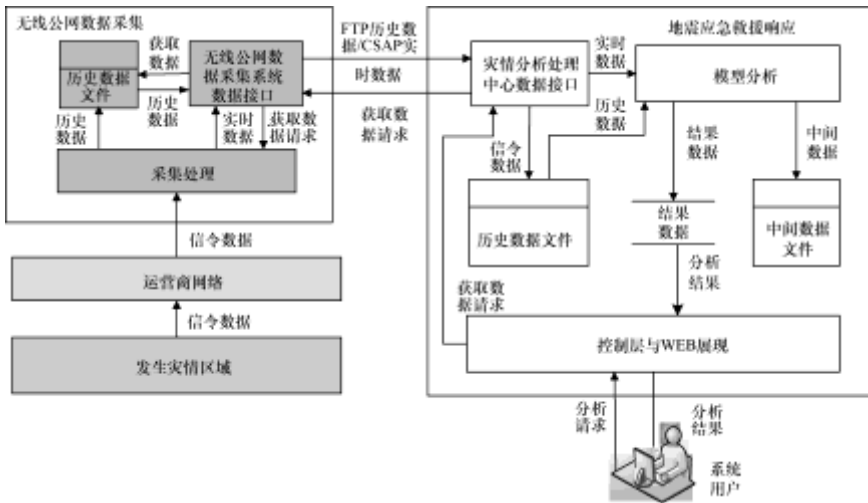 无线公网数据采集
获取
数据
历史数据
文件
无线公网数
据采集系统
数据接口
历史
数据
历史
数据
实时
数据
获取数
据请求
采集处理
信令数据
运营商网络
信令数据
发生灾情区域
FTP历史数
据/CSAP实
时数据
获取数
据请求
地震应急救援响应
灾情分析处理
中心数据接口
实时
数据
模型分析
历史
数据
信令
数据
结果
数据
中间
数据
历史数据文件
结果
数据
中间数据
文件
分析
结果
获取数
据请求
控制层与WEB展现
分析
请求
分析
结果
系统
用户